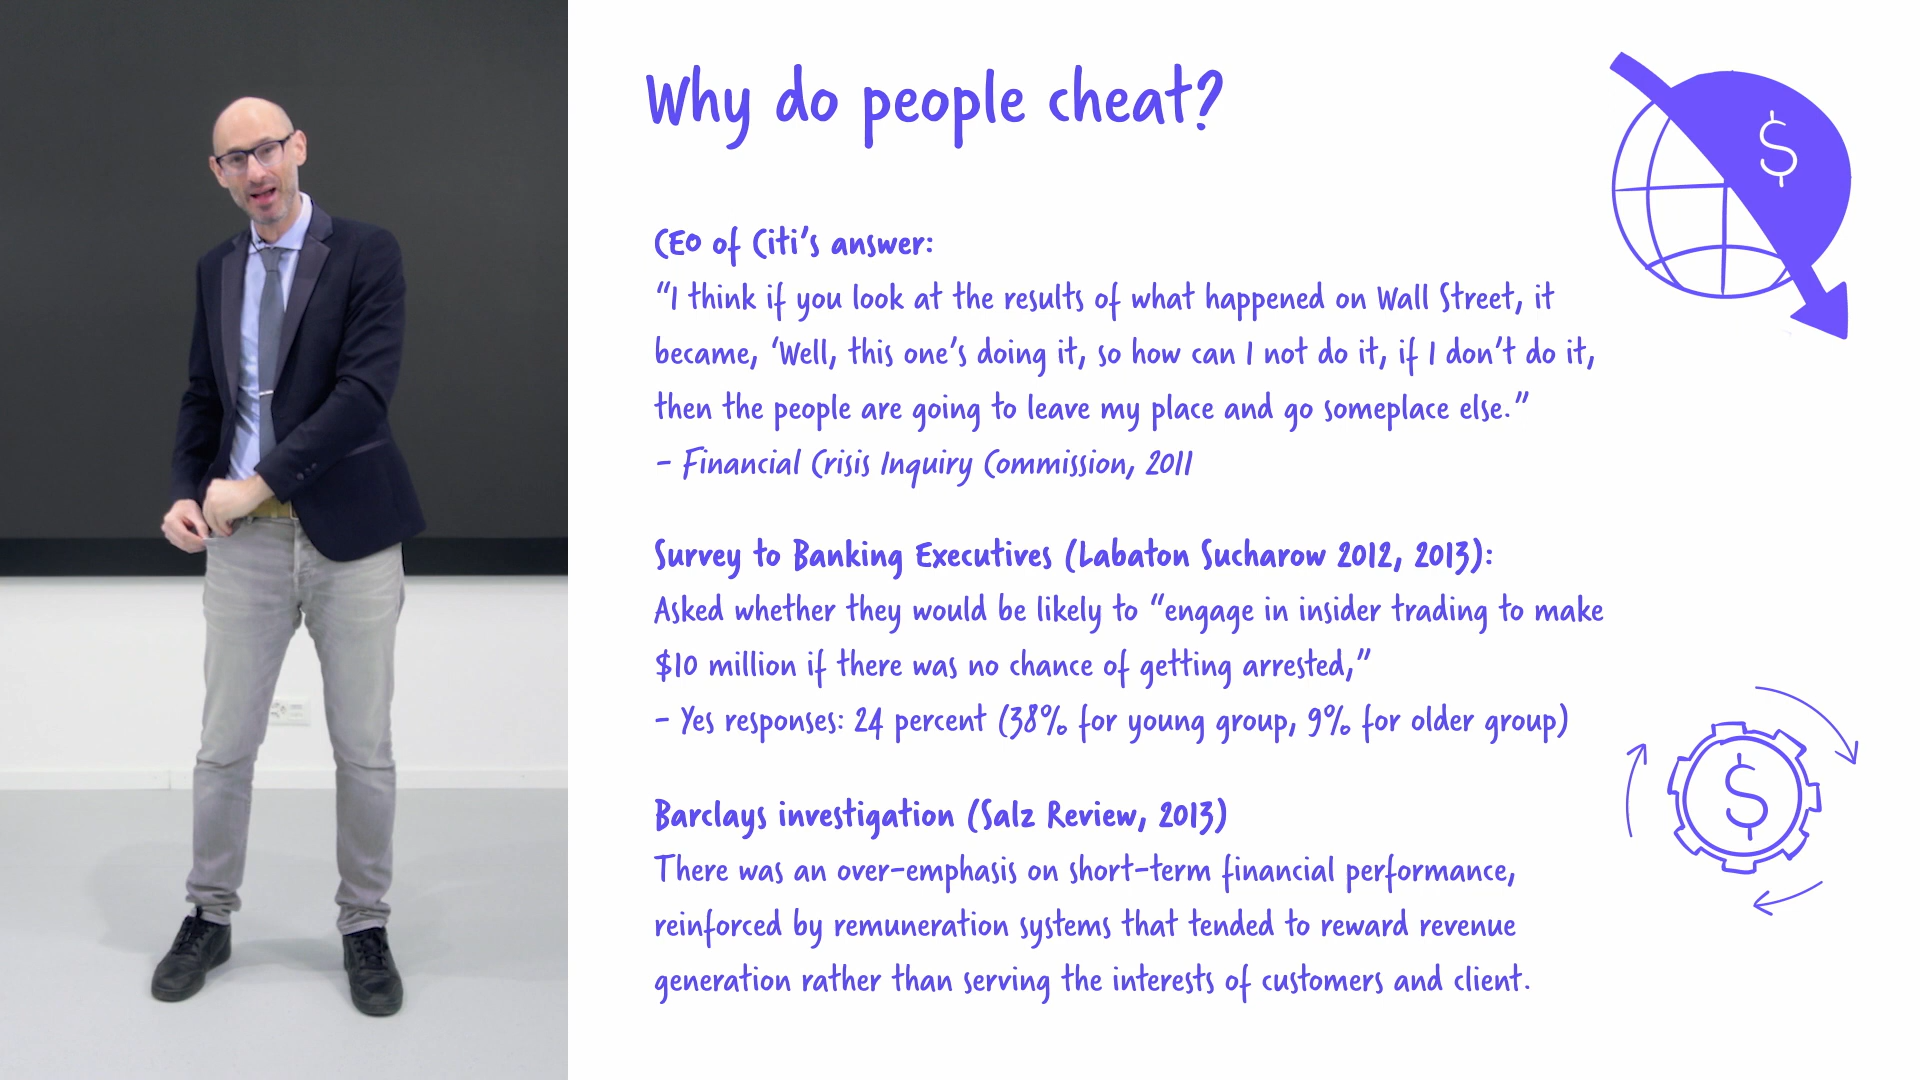 Why do people cheat?
$
CEO of Citi's answer:
"I think if you look at the results of what happened on Wall Street, it
became, 'Well, this one's doing it, so how can I not do it, if I don't do it,
then the people are going to leave my place and go someplace else."
- Financial Crisis Inquiry Commission, 2011
Survey to Banking Executives (Labaton Sucharow 2012, 2013):
Asked whether they would be likely to "engage in insider trading to make
$10 million if there was no chance of getting arrested,"
- Yes responses: 24 percent (38% for young group, 9% for older group)
$
Barclays investigation (Salz Review, 2013)
There was an over-emphasis on short-term financial performance,
reinforced by remuneration systems that tended to reward revenue
generation rather than serving the interests of customers and client.